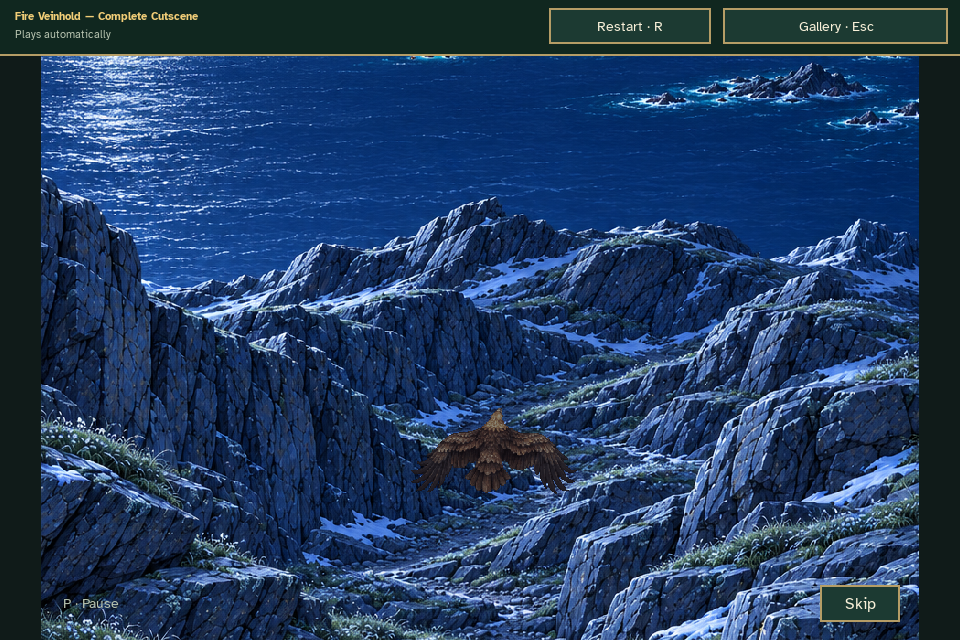 Fire Veinhold — Complete Cutscene
Plays automatically
Restart · R
Gallery · Esc
P · Pause
Skip